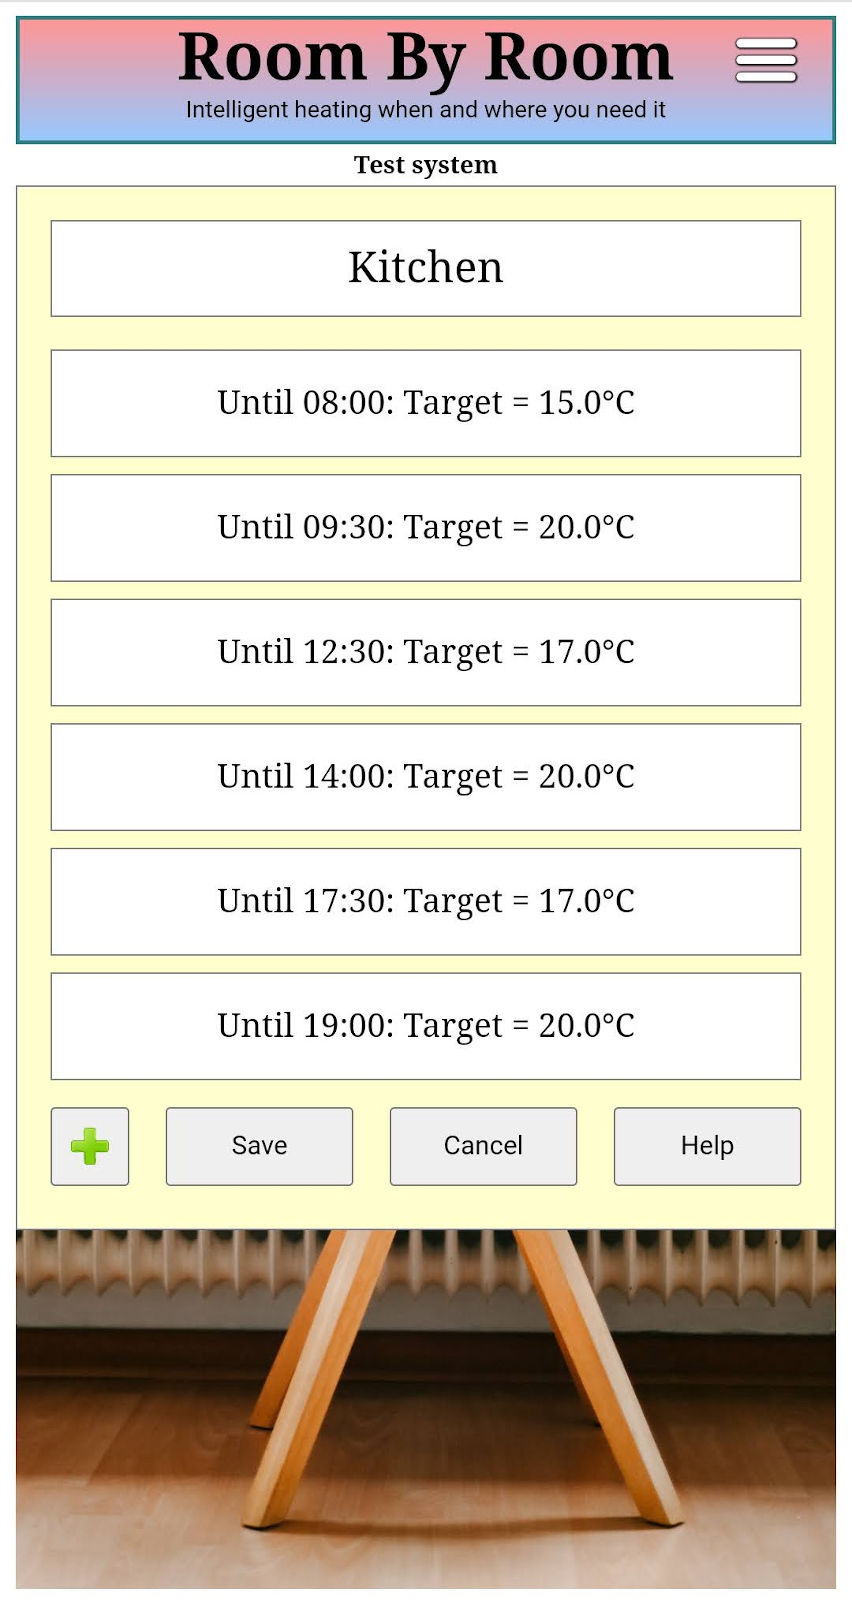 Room By Room
Intelligent heating when and where you need it
Test system
Kitchen
Until 08:00: Target = 15.0°C
Until 09:30: Target = 20.0°C
Until 12:30: Target = 17.0°C
Until 14:00: Target = 20.0°C
Until 17:30: Target = 17.0°C
Until 19:00: Target = 20.0°C
Save Cancel Help